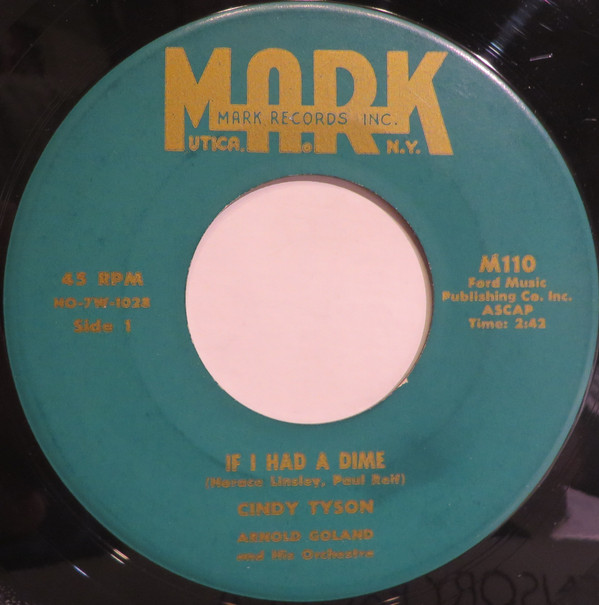 MARK
MARK RECORDS INC.
UTICA. N.Y.
45 RPM
HO-7W-1028
Side 1
M110
Ford Music
Publishing Co. Inc.
ASCAP
Time: 2:42
IF I HAD A DIME
(Horace Linsley, Paul Rolf)
CINDY TYSON
ARNOLD GOLAND
and His Orchestra